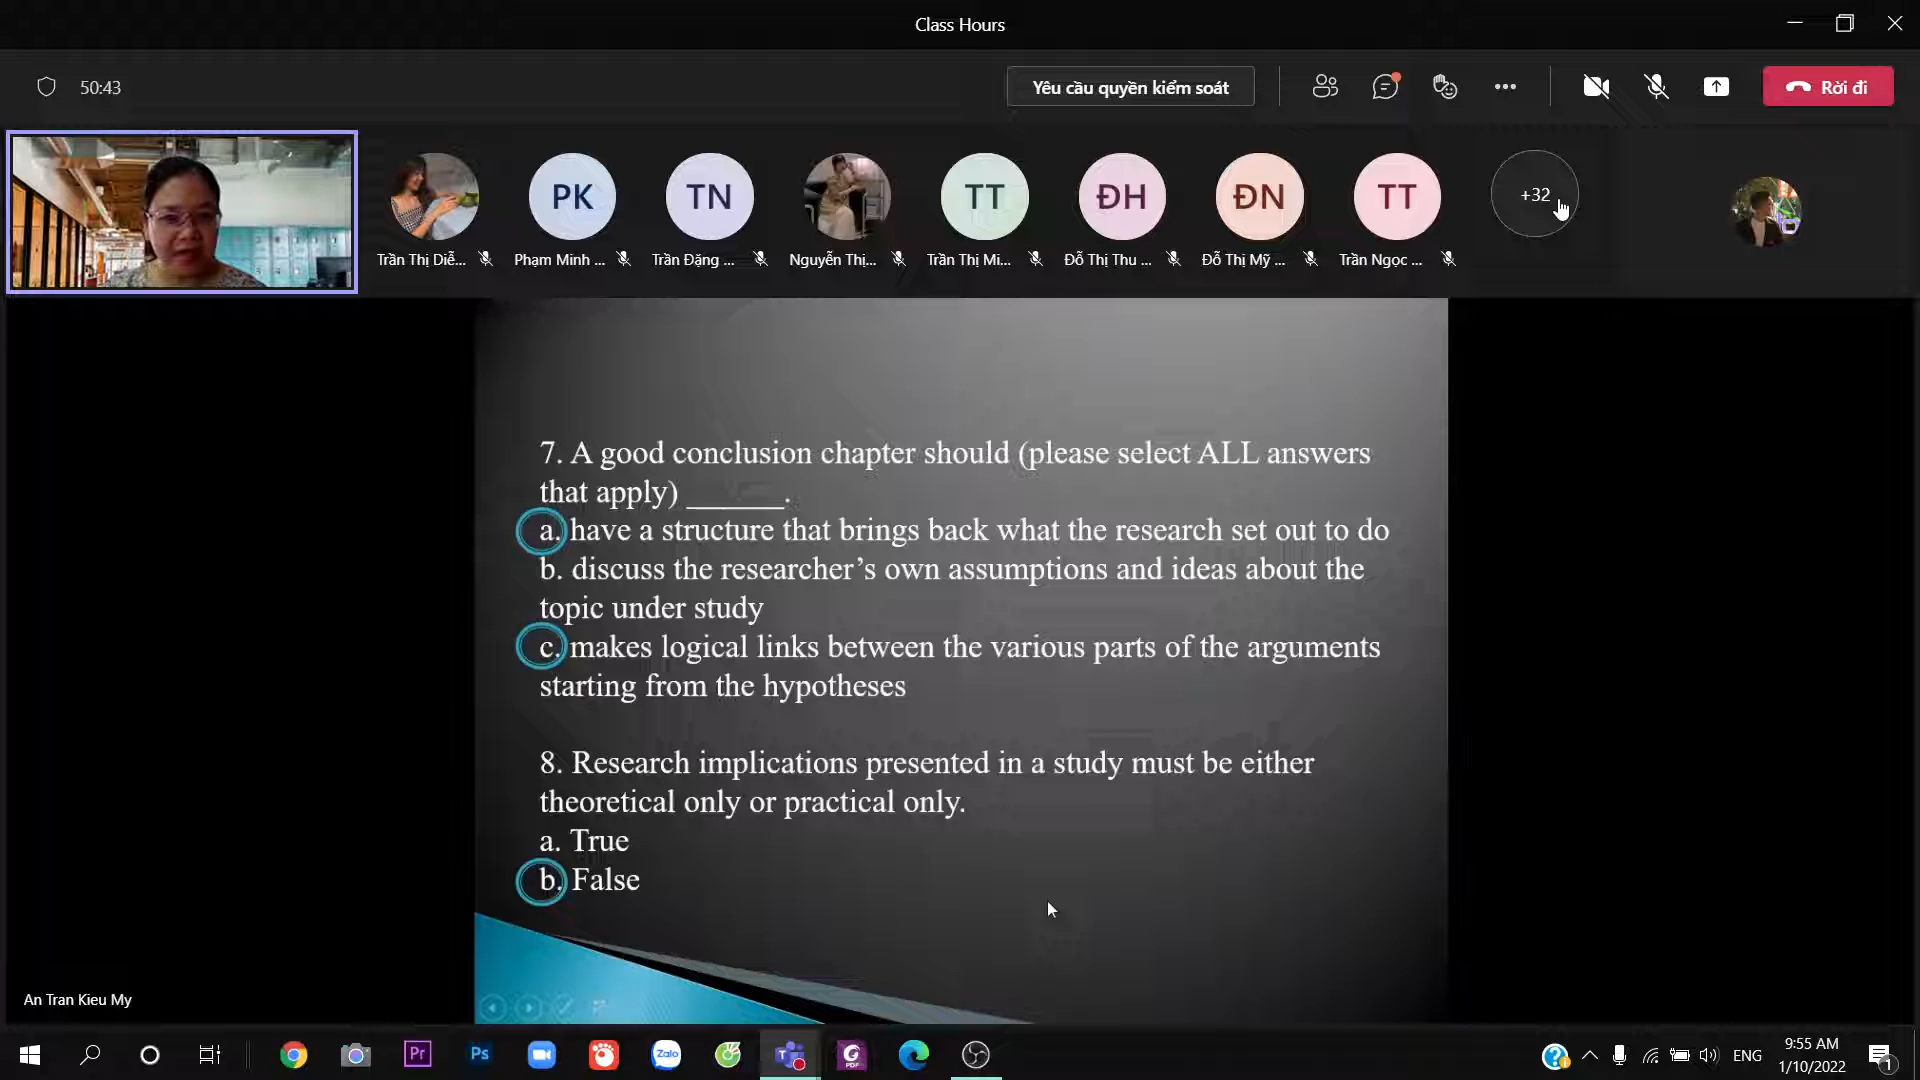 Class Hours
50:43
Yêu cầu quyền kiểm soát
Rời đi
PK
TN
TT
ĐH
ĐN
TT
+32
Trần Thị Diễ...
Phạm Minh ...
Trần Đặng ...
Nguyễn Thị...
Trần Thị Mi...
Đỗ Thị Thu ...
Đỗ Thị Mỹ ...
Trần Ngọc ...
7. A good conclusion chapter should (please select ALL answers
that apply) ______.
a. have a structure that brings back what the research set out to do
b. discuss the researcher’s own assumptions and ideas about the
topic under study
c. makes logical links between the various parts of the arguments
starting from the hypotheses
8. Research implications presented in a study must be either
theoretical only or practical only.
a. True
b. False
An Tran Kieu My
Pr
Ps
Zalo
T
PDF
ENG
9:55 AM
1/10/2022
1